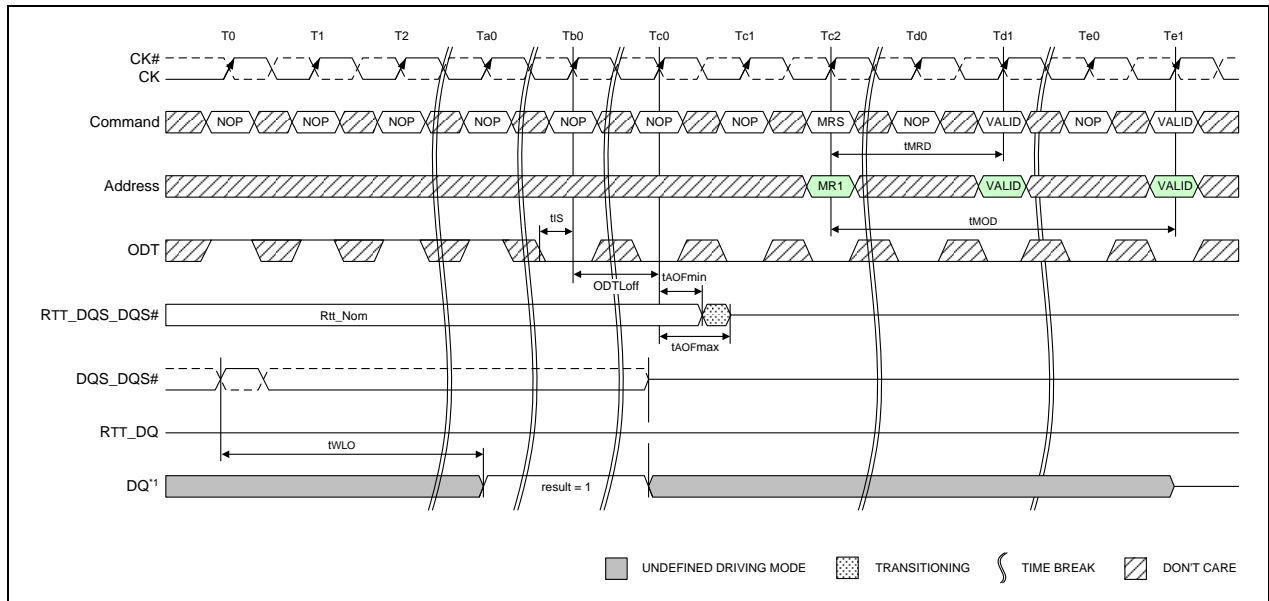 T0 T1 T2 Ta0 Tb0 Tc0 Tc1 Tc2 Td0 Td1 Te0 Te1
CK#
CK
Command NOP NOP NOP NOP NOP NOP NOP MRS NOP VALID NOP VALID
tMRD
Address MR1 VALID VALID
tIS tMOD
ODT
ODTLoff tAOFmin
RTT_DQS_DQS# Rtt_Nom
tAOFmax
DQS_DQS#
RTT_DQ
tWLO
DQ*1 result = 1
UNDEFINED DRIVING MODE TRANSITIONING TIME BREAK DON'T CARE